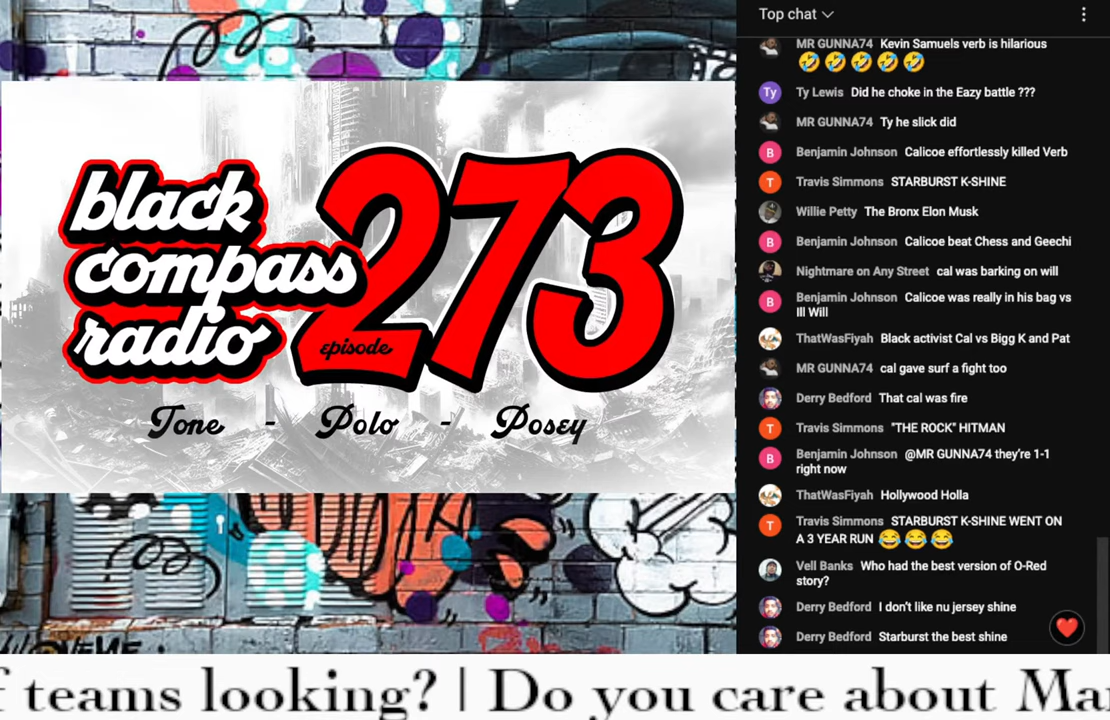 black
compass
radio
273
episode
Tone - Polo - Posey
Top chat
MR GUNNA74 Kevin Samuels verb is hilarious
🤣🤣🤣🤣🤣
Ty
Ty Lewis Did he choke in the Eazy battle ???
MR GUNNA74 Ty he slick did
B
Benjamin Johnson Calicoe effortlessly killed Verb
T
Travis Simmons STARBURST K-SHINE
Willie Petty The Bronx Elon Musk
B
Benjamin Johnson Calicoe beat Chess and Geechi
Nightmare on Any Street cal was barking on will
B
Benjamin Johnson Calicoe was really in his bag vs
Ill Will
ThatWasFiyah Black activist Cal vs Bigg K and Pat
MR GUNNA74 cal gave surf a fight too
Derry Bedford That cal was fire
T
Travis Simmons "THE ROCK" HITMAN
B
Benjamin Johnson @MR GUNNA74 they're 1-1
right now
ThatWasFiyah Hollywood Holla
T
Travis Simmons STARBURST K-SHINE WENT ON
A 3 YEAR RUN 😂😂😂
Vell Banks Who had the best version of O-Red
story?
Derry Bedford I don't like nu jersey shine
Derry Bedford Starburst the best shine
teams looking? | Do you care about